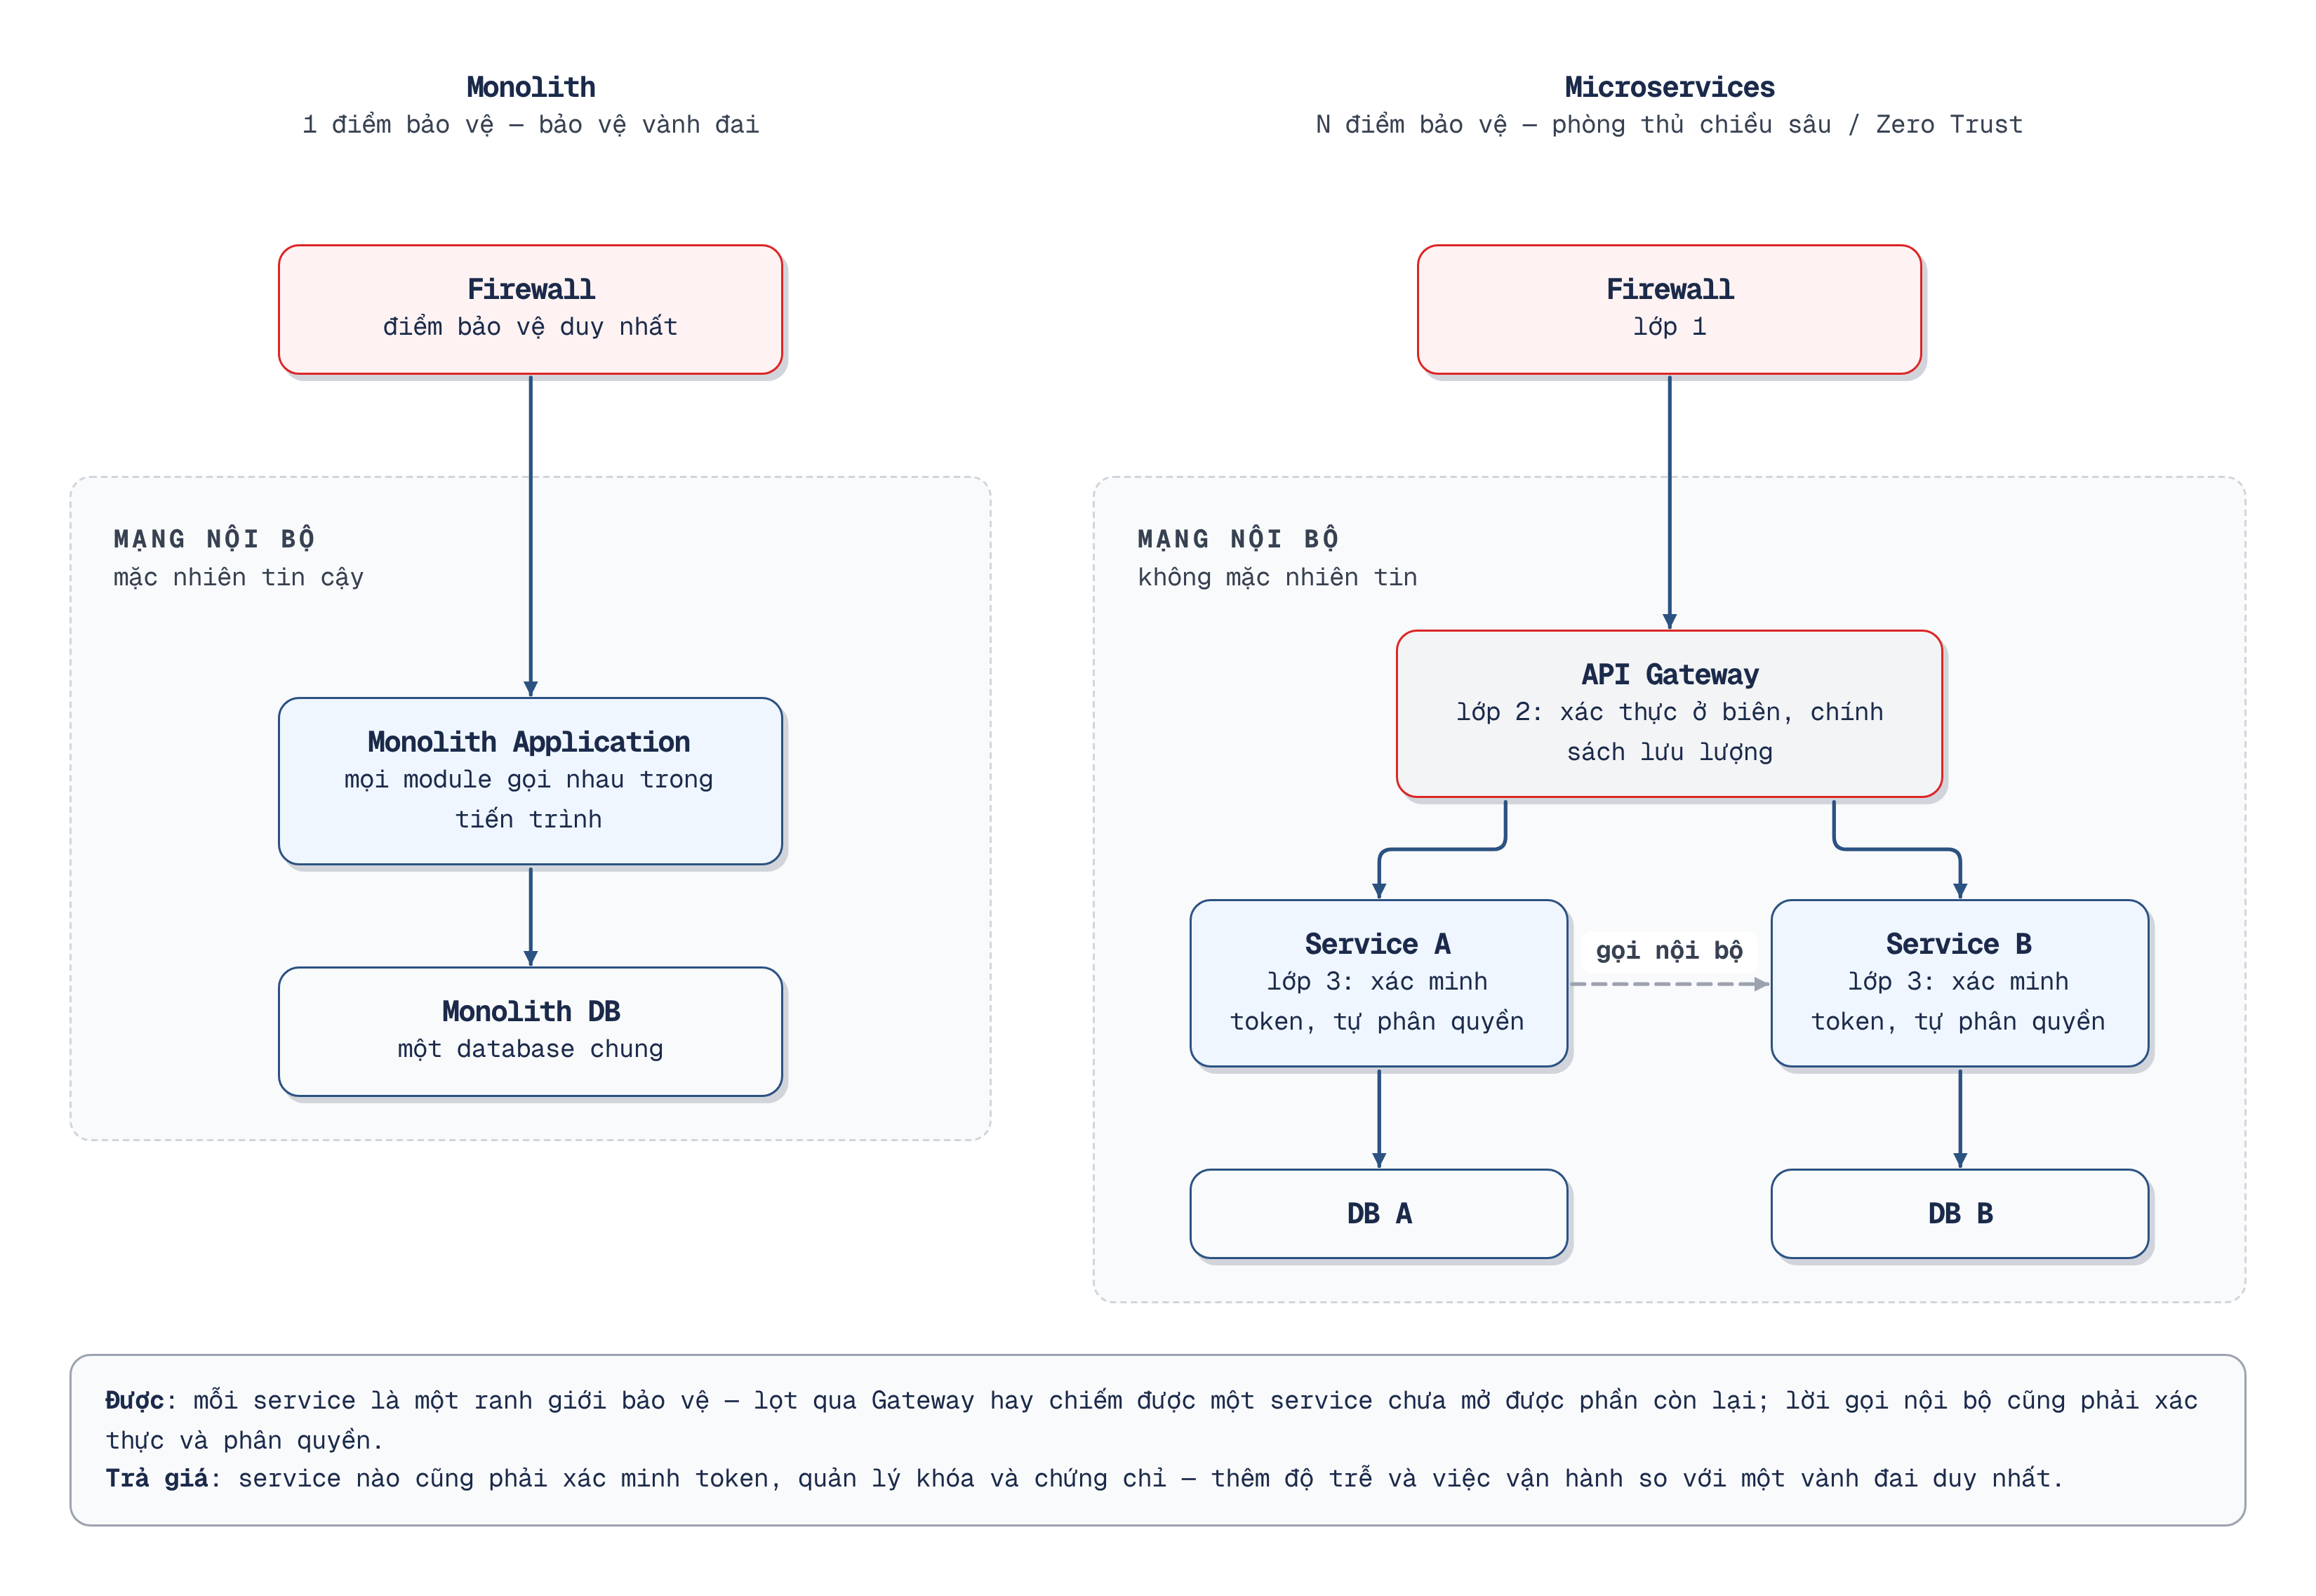 Monolith
1 điểm bảo vệ — bảo vệ vành đai
Microservices
N điểm bảo vệ — phòng thủ chiều sâu / Zero Trust
Firewall
điểm bảo vệ duy nhất
Firewall
lớp 1
MẠNG NỘI BỘ
mặc nhiên tin cậy
MẠNG NỘI BỘ
không mặc nhiên tin
Monolith Application
mọi module gọi nhau trong
tiến trình
Monolith DB
một database chung
API Gateway
lớp 2: xác thực ở biên, chính
sách lưu lượng
Service A
lớp 3: xác minh
token, tự phân quyền
gọi nội bộ
Service B
lớp 3: xác minh
token, tự phân quyền
DB A
DB B
Được: mỗi service là một ranh giới bảo vệ — lọt qua Gateway hay chiếm được một service chưa mở được phần còn lại; lời gọi nội bộ cũng phải xác
thực và phân quyền.
Trả giá: service nào cũng phải xác minh token, quản lý khóa và chứng chỉ — thêm độ trễ và việc vận hành so với một vành đai duy nhất.